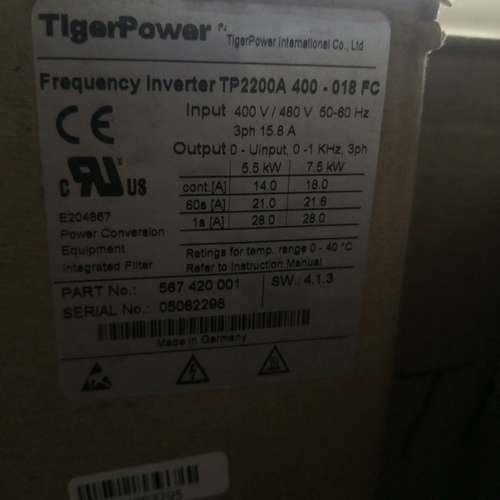 TigerPower
TigerPower International Co., Ltd
Frequency Inverter TP2200A 400 - 018 FC
Input 400 V / 480 V 50-60 Hz
3ph 15.8 A
Output 0 - Uinput, 0 -1 KHz, 3ph
5.5 kW 7.5 kW
cont.[A] 14.0 18.0
60s [A] 21.0 21.6
1s [A] 28.0 28.0
CE
C RU US
E204867
Power Conversion
Equipment
Integrated Filter
Ratings for temp. range 0 - 40 °C
Refer to Instruction Manual
PART No.: 567 420 001 SW.: 4.1.3
SERIAL No.: 05062298
Made in Germany